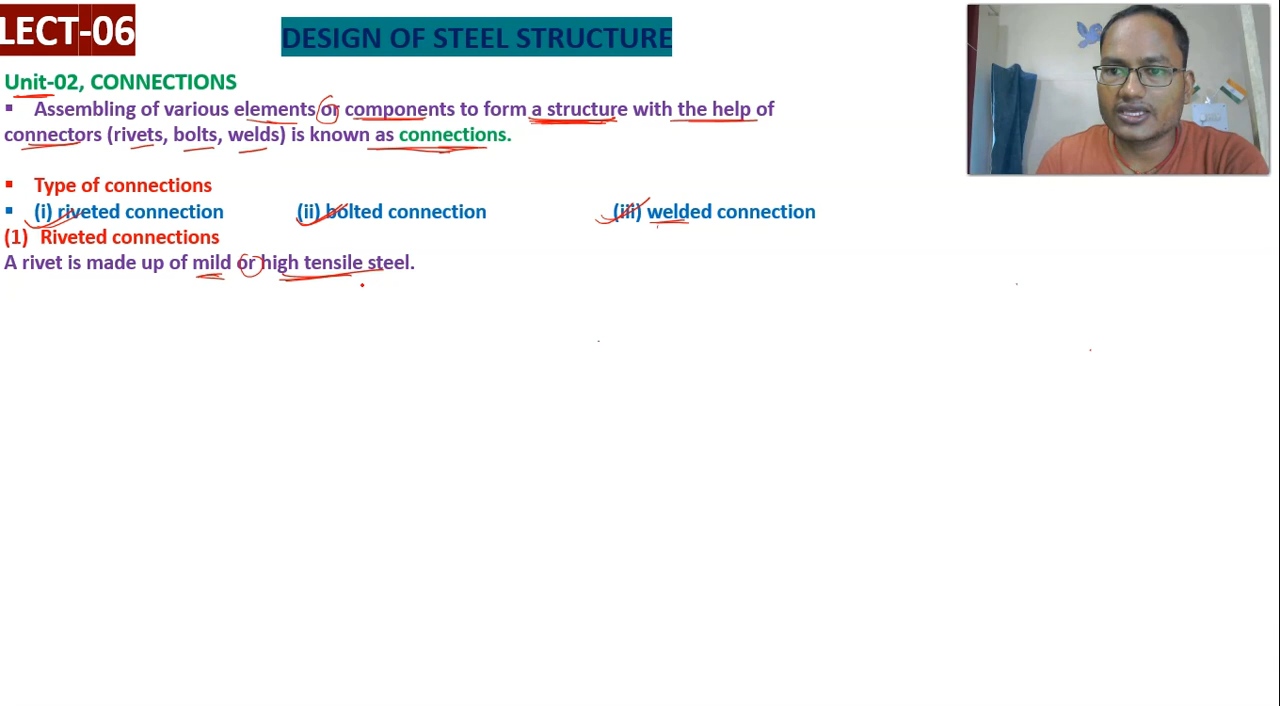 LECT-06
DESIGN OF STEEL STRUCTURE
Unit-02, CONNECTIONS
▪ Assembling of various elements or components to form a structure with the help of
connectors (rivets, bolts, welds) is known as connections.
▪ Type of connections
▪ (i) riveted connection (ii) bolted connection (iii) welded connection
(1) Riveted connections
A rivet is made up of mild or high tensile steel.